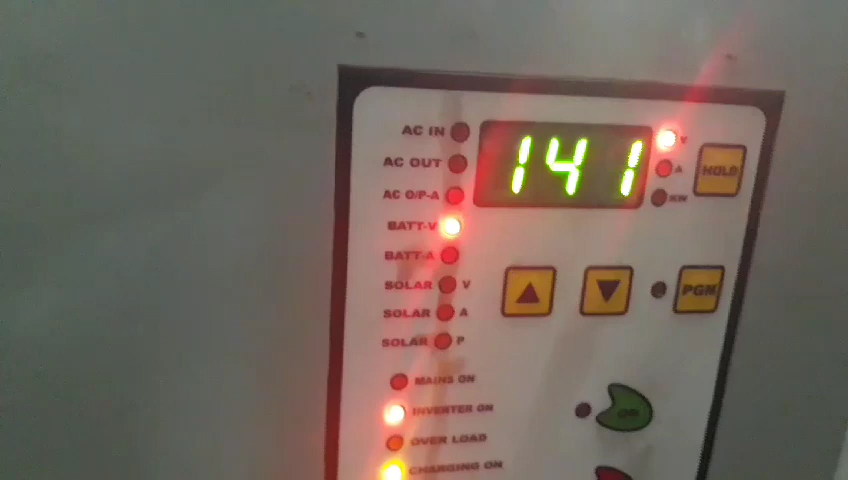 AC IN
141
V
AC OUT
A
HOLD
AC O/P-A
KW
BATT-V
BATT-A
SOLAR V
PGM
SOLAR A
SOLAR P
MAINS ON
INVERTER ON
ON
OVER LOAD
CHARGING ON